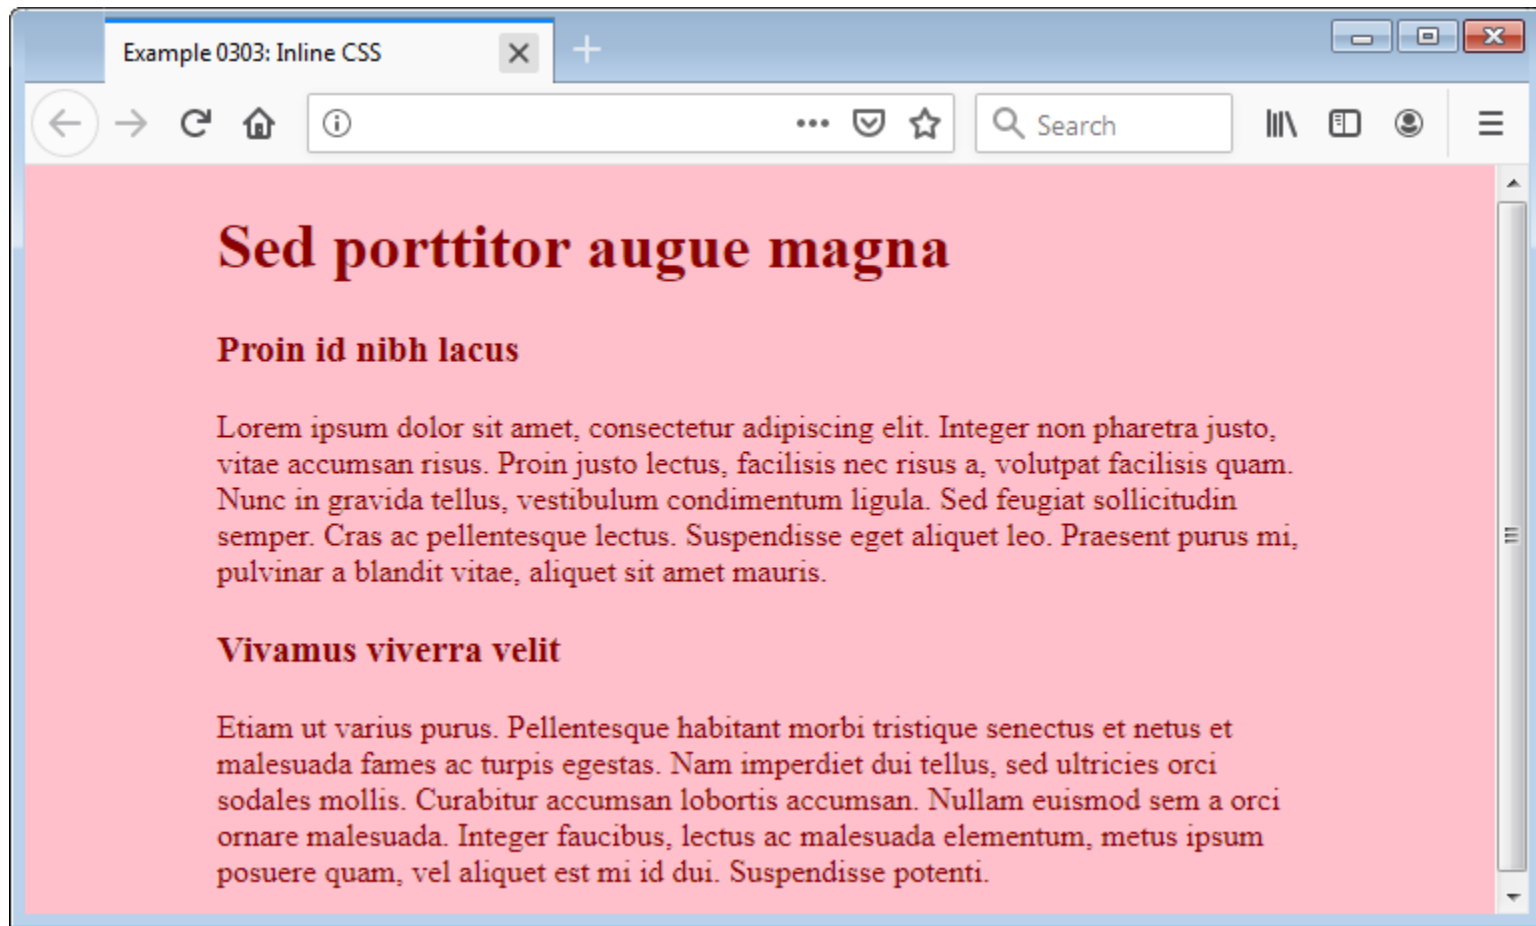 Example 0303: Inline CSS
Search
Sed porttitor augue magna
Proin id nibh lacus
Lorem ipsum dolor sit amet, consectetur adipiscing elit. Integer non pharetra justo,
vitae accumsan risus. Proin justo lectus, facilisis nec risus a, volutpat facilisis quam.
Nunc in gravida tellus, vestibulum condimentum ligula. Sed feugiat sollicitudin
semper. Cras ac pellentesque lectus. Suspendisse eget aliquet leo. Praesent purus mi,
pulvinar a blandit vitae, aliquet sit amet mauris.
Vivamus viverra velit
Etiam ut varius purus. Pellentesque habitant morbi tristique senectus et netus et
malesuada fames ac turpis egestas. Nam imperdiet dui tellus, sed ultricies orci
sodales mollis. Curabitur accumsan lobortis accumsan. Nullam euismod sem a orci
ornare malesuada. Integer faucibus, lectus ac malesuada elementum, metus ipsum
posuere quam, vel aliquet est mi id dui. Suspendisse potenti.